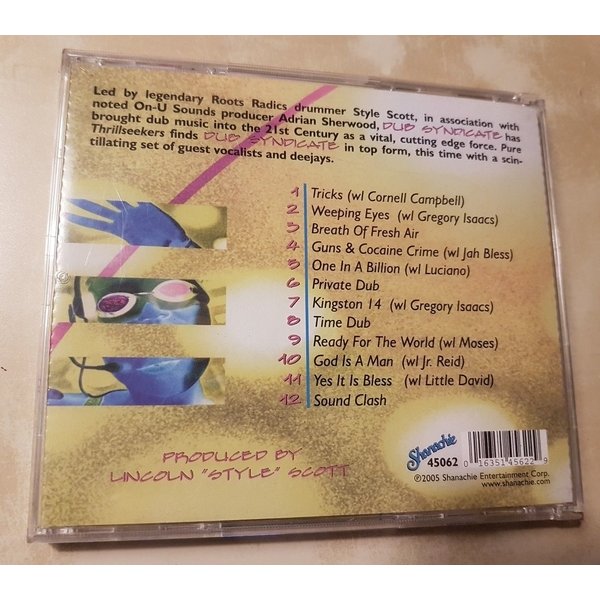 Led by legendary Roots Radics drummer Style Scott, in association with
noted On-U Sounds producer Adrian Sherwood, DUB SYNDICATE has
brought dub music into the 21st Century as a vital, cutting edge force. Pure
Thrillseekers finds DUB SYNDICATE in top form, this time with a scin-
tillating set of guest vocalists and deejays.
1 Tricks (w/ Cornell Campbell)
2 Weeping Eyes (w/ Gregory Isaacs)
3 Breath Of Fresh Air
4 Guns & Cocaine Crime (w/ Jah Bless)
5 One In A Billion (w/ Luciano)
6 Private Dub
7 Kingston 14 (w/ Gregory Isaacs)
8 Time Dub
9 Ready For The World (w/ Moses)
10 God Is A Man (w/ Jr. Reid)
11 Yes It Is Bless (w/ Little David)
12 Sound Clash
PRODUCED BY
LINCOLN "STYLE" SCOTT
Shanachie
45062
0 16351 45622 9
©2005 Shanachie Entertainment Corp.
www.shanachie.com